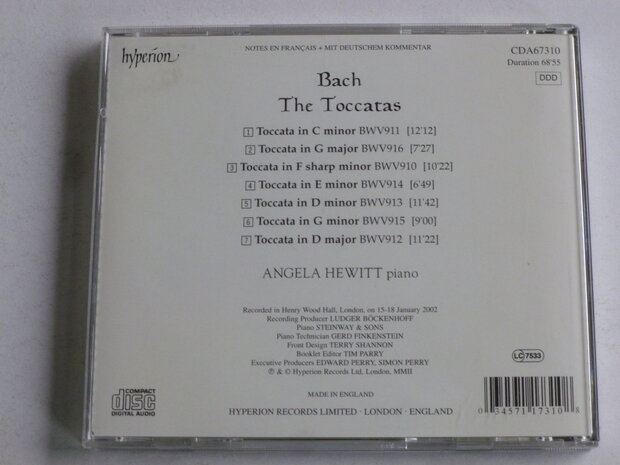 hyperion
NOTES EN FRANÇAIS + MIT DEUTSCHEM KOMMENTAR
CDA67310
Duration 68'55
DDD
Bach
The Toccatas
1 Toccata in C minor BWV911 [12'12]
2 Toccata in G major BWV916 [7'27]
3 Toccata in F sharp minor BWV910 [10'22]
4 Toccata in E minor BWV914 [6'49]
5 Toccata in D minor BWV913 [11'42]
6 Toccata in G minor BWV915 [9'00]
7 Toccata in D major BWV912 [11'22]
ANGELA HEWITT piano
Recorded in Henry Wood Hall, London, on 15-18 January 2002
Recording Producer LUDGER BÖCKENHOFF
Piano STEINWAY & SONS
Piano Technician GERD FINKENSTEIN
Front Design TERRY SHANNON
Booklet Editor TIM PARRY
Executive Producers EDWARD PERRY, SIMON PERRY
℗ & © Hyperion Records Ltd, London, MMII
MADE IN ENGLAND
HYPERION RECORDS LIMITED · LONDON · ENGLAND
COMPACT
disc
DIGITAL AUDIO
LC 7533
0 34571 17310 8